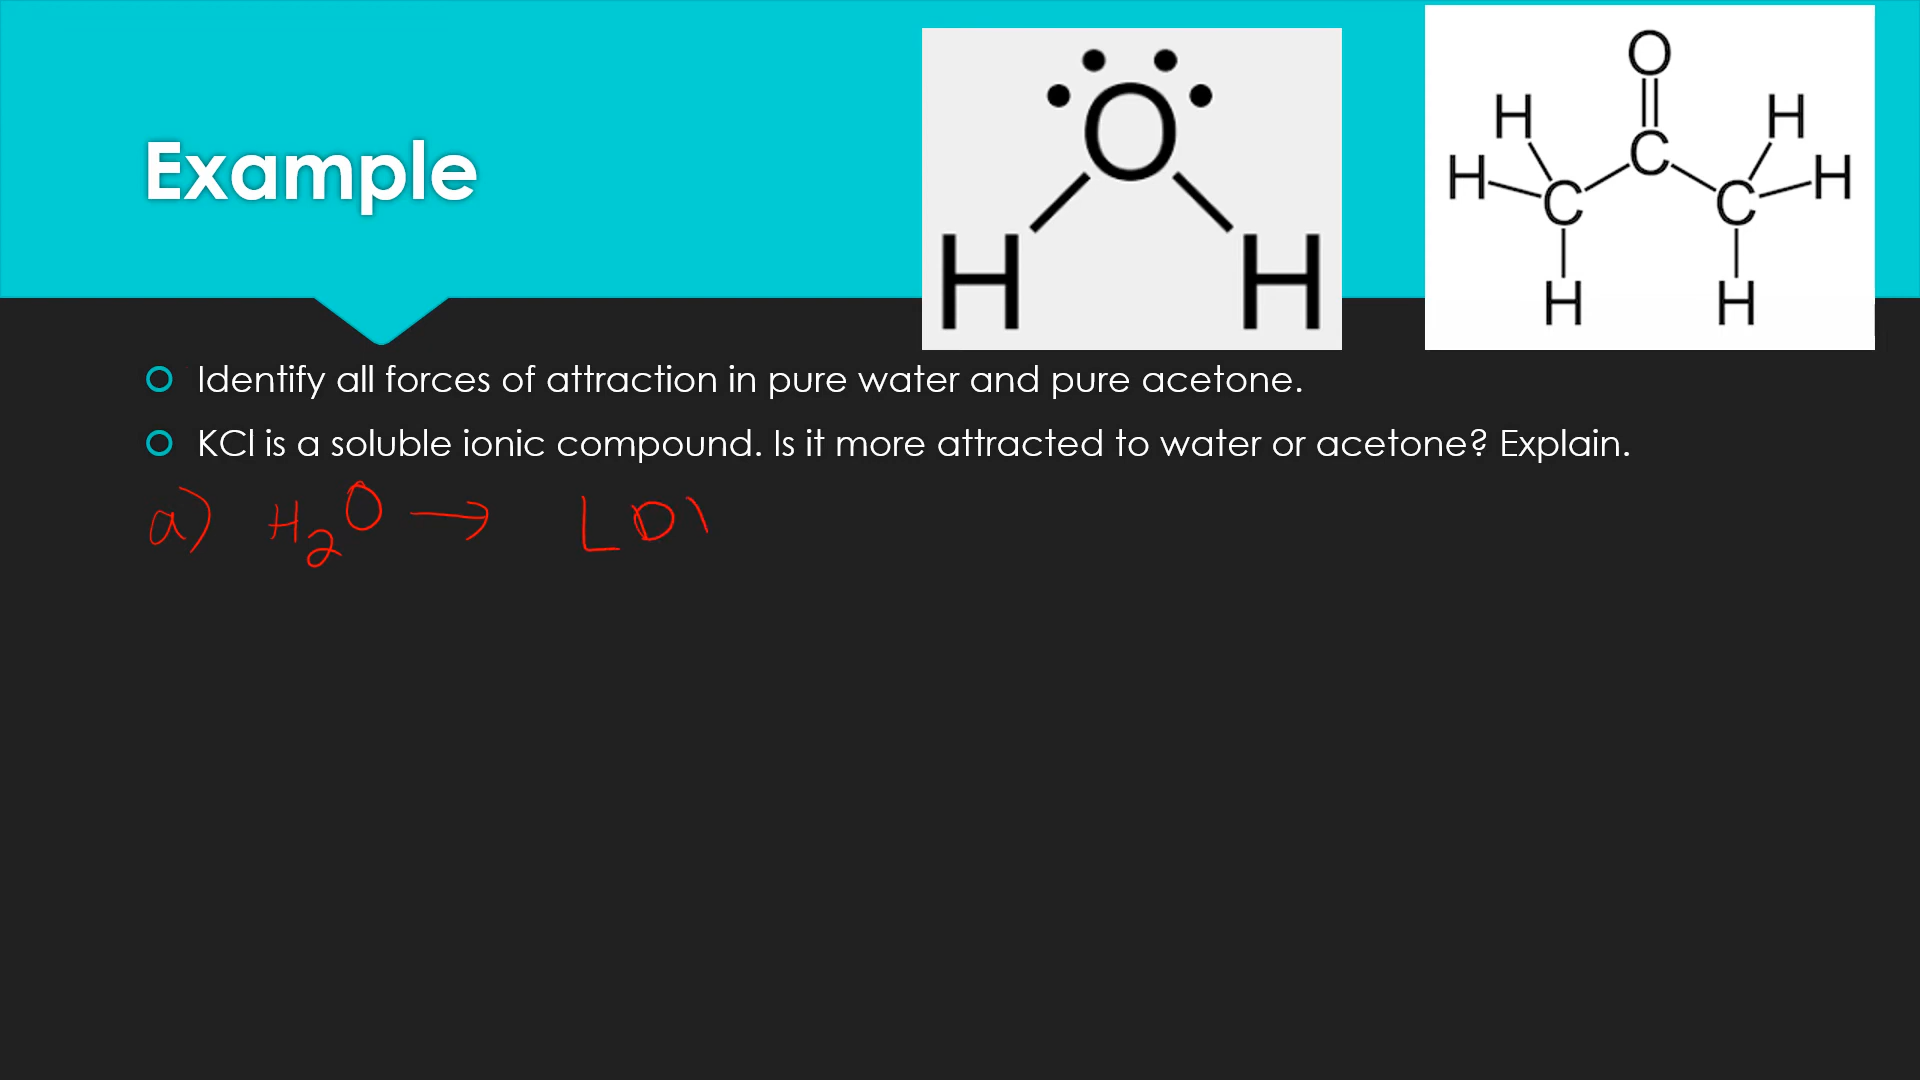 Example
O
H H
O
H H
H C C C H
H H
Identify all forces of attraction in pure water and pure acetone.
KCl is a soluble ionic compound. Is it more attracted to water or acetone? Explain.
a) H2O → LD